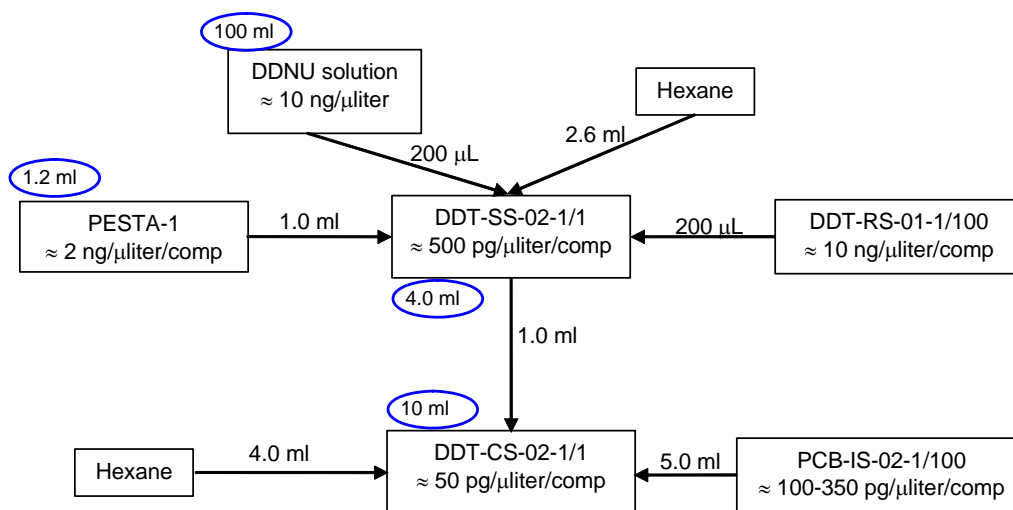 100 ml
DDNU solution
≈ 10 ng/μliter
Hexane
2.6 ml
200 μL
1.2 ml
PESTA-1
≈ 2 ng/μliter/comp
1.0 ml
DDT-SS-02-1/1
≈ 500 pg/μliter/comp
200 μL
DDT-RS-01-1/100
≈ 10 ng/μliter/comp
4.0 ml
1.0 ml
10 ml
Hexane
4.0 ml
DDT-CS-02-1/1
≈ 50 pg/μliter/comp
5.0 ml
PCB-IS-02-1/100
≈ 100-350 pg/μliter/comp